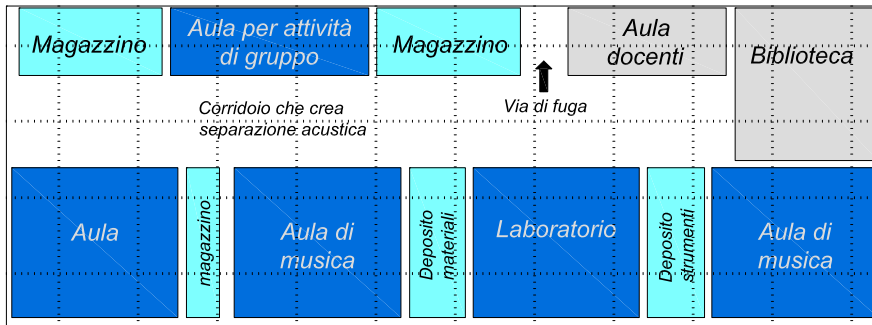 Magazzino
Aula per attività
di gruppo
Magazzino
Aula
docenti
Biblioteca
Corridoio che crea
separazione acustica
Via di fuga
Aula
magazzino
Aula di
musica
Deposito
materiali
Laboratorio
Deposito
strumenti
Aula di
musica